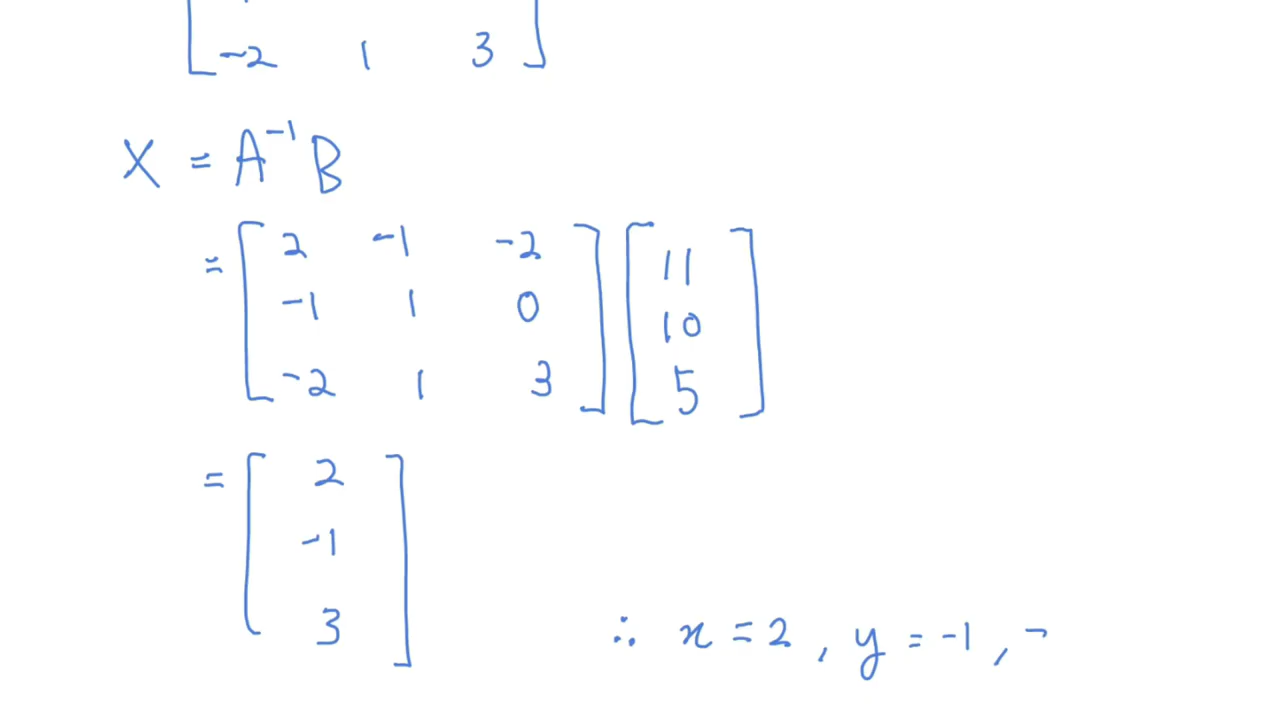 -2 1 3
X = A⁻¹B
= [ 2 -1 -2 ] [ 11 ]
-1 1 0 10
-2 1 3 5
= [ 2 ]
-1
3
∴ x = 2 , y = -1 ,